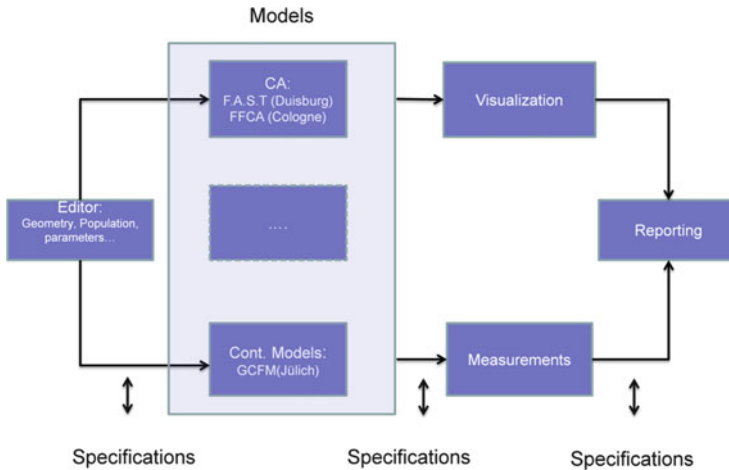 Models
CA:
F.A.S.T (Duisburg)
FFCA (Cologne)
Visualization
Editor:
Geometry, Population,
parameters...
....
Reporting
Cont. Models:
GCFM(Jülich)
Measurements
Specifications
Specifications
Specifications